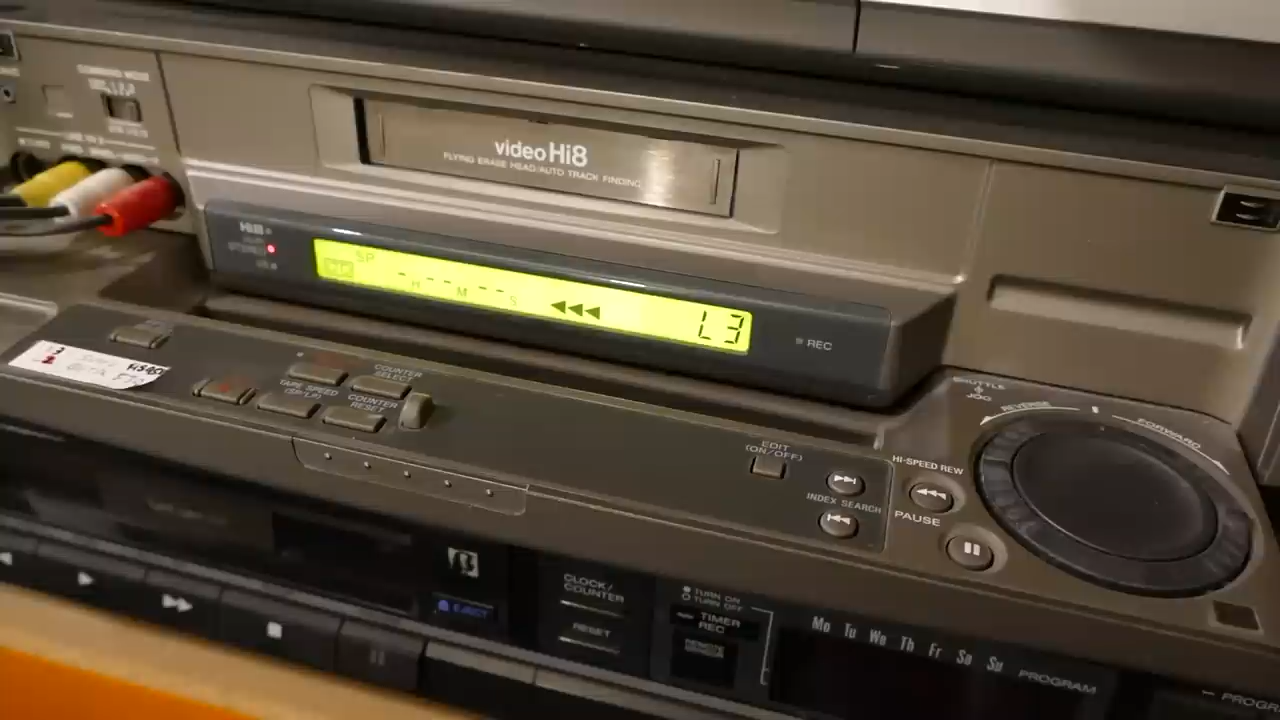 video Hi8
FLYING ERASE HEAD/AUTO TRACK FINDING
Hi8
STEREO
SP
H M S
L3
REC
COUNTER
SELECT
TAPE SPEED
(SP/LP)
COUNTER
RESET
EDIT
(ON/OFF)
INDEX SEARCH
HI-SPEED REW
PAUSE
SHUTTLE
JOG
REVERSE
FORWARD
EJECT
CLOCK/
COUNTER
RESET
TURN ON
TURN OFF
TIMER
REC
Mo Tu We Th Fr Sa Su
PROGRAM